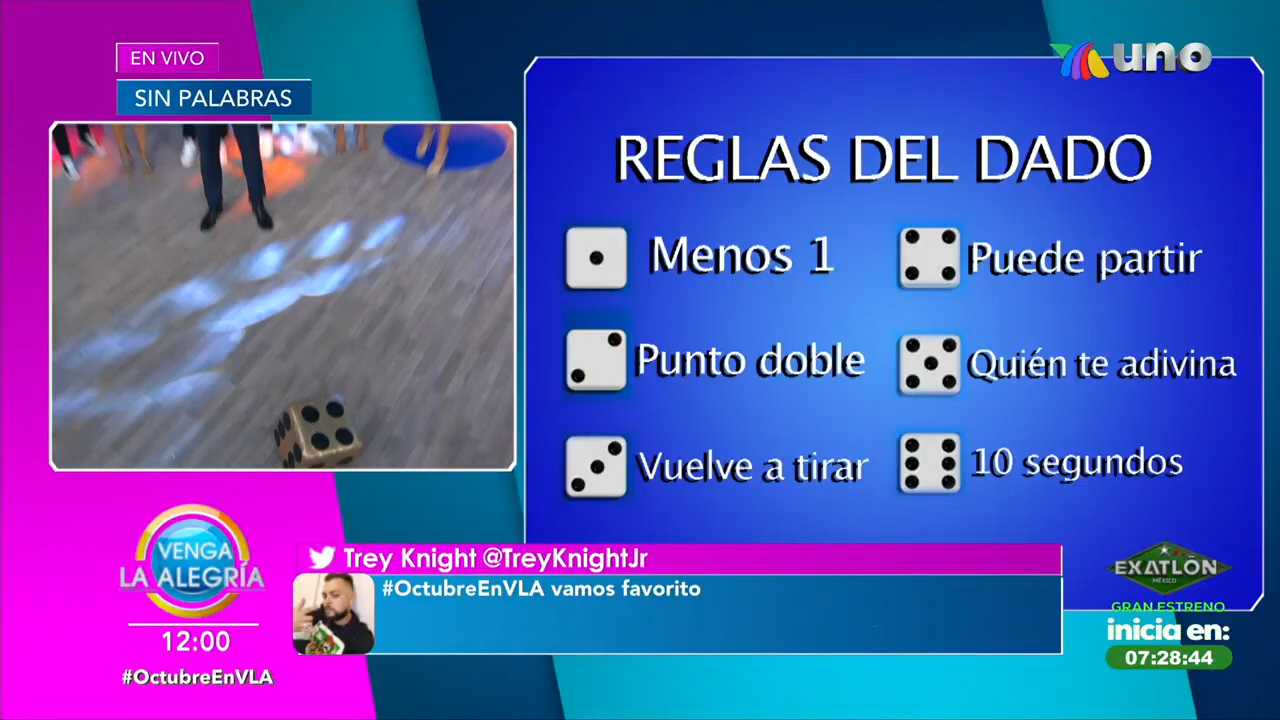 EN VIVO
SIN PALABRAS
uno
REGLAS DEL DADO
Menos 1
Puede partir
Punto doble
Quién te adivina
Vuelve a tirar
10 segundos
VENGA
LA ALEGRÍA
12:00
#OctubreEnVLA
Trey Knight @TreyKnightJr
#OctubreEnVLA vamos favorito
EXATLÓN
MÉXICO
GRAN ESTRENO
inicia en:
07:28:44